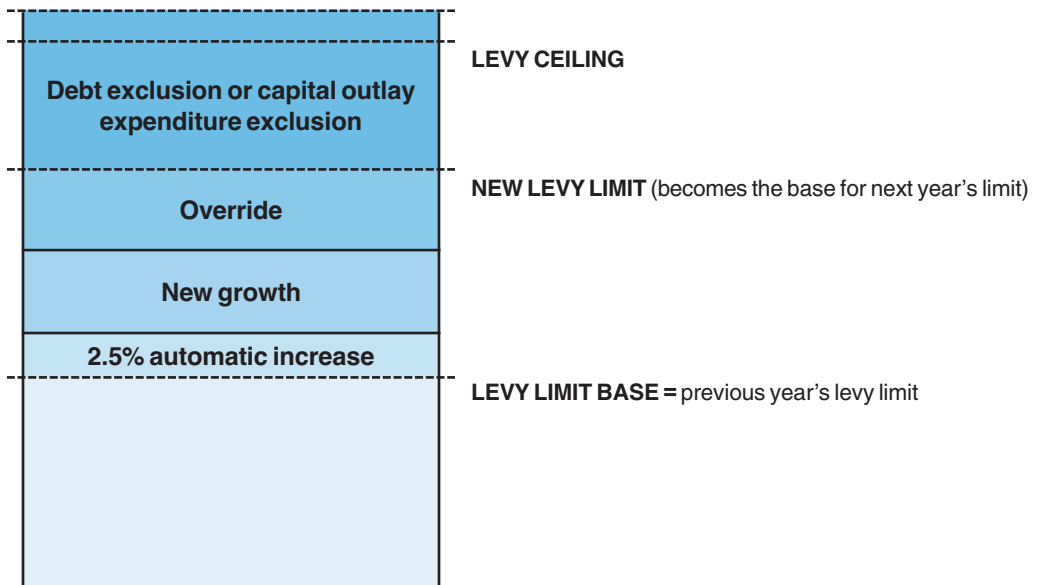 LEVY CEILING
Debt exclusion or capital outlay
expenditure exclusion
NEW LEVY LIMIT (becomes the base for next year's limit)
Override
New growth
2.5% automatic increase
LEVY LIMIT BASE = previous year's levy limit